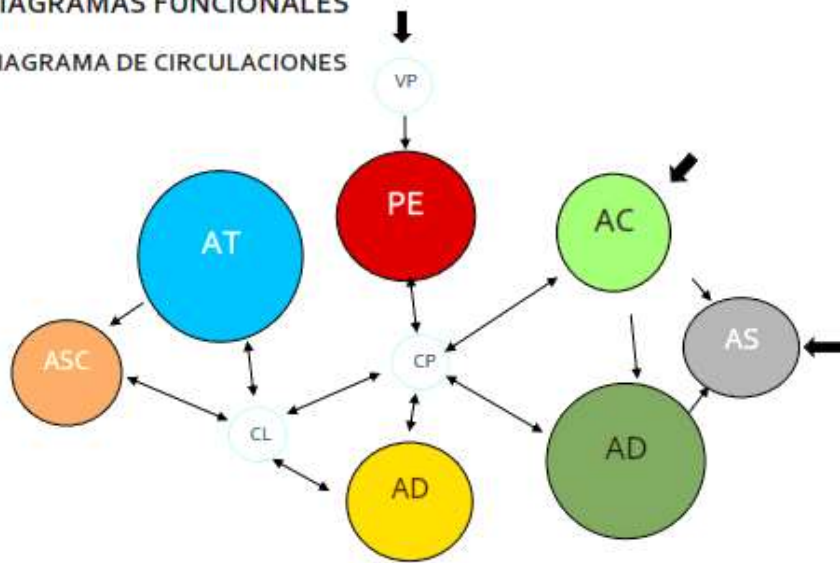 IAGRAMAS FUNCIONALES
IAGRAMA DE CIRCULACIONES
VP
PE
AT
AC
AS
ASC
CP
CL
AD
AD